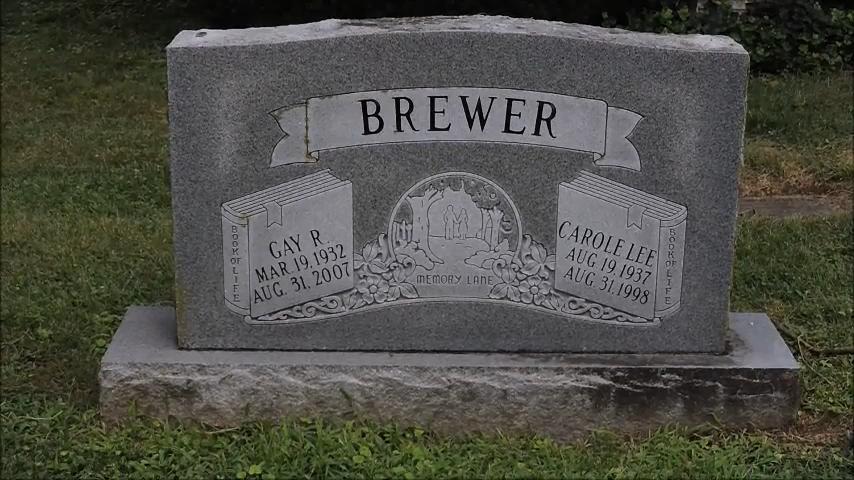 BREWER
BOOK OF LIFE
GAY R.
MAR. 19, 1932
AUG. 31, 2007
MEMORY LANE
CAROLE LEE
AUG 19, 1937
AUG 31, 1998
BOOK OF LIFE